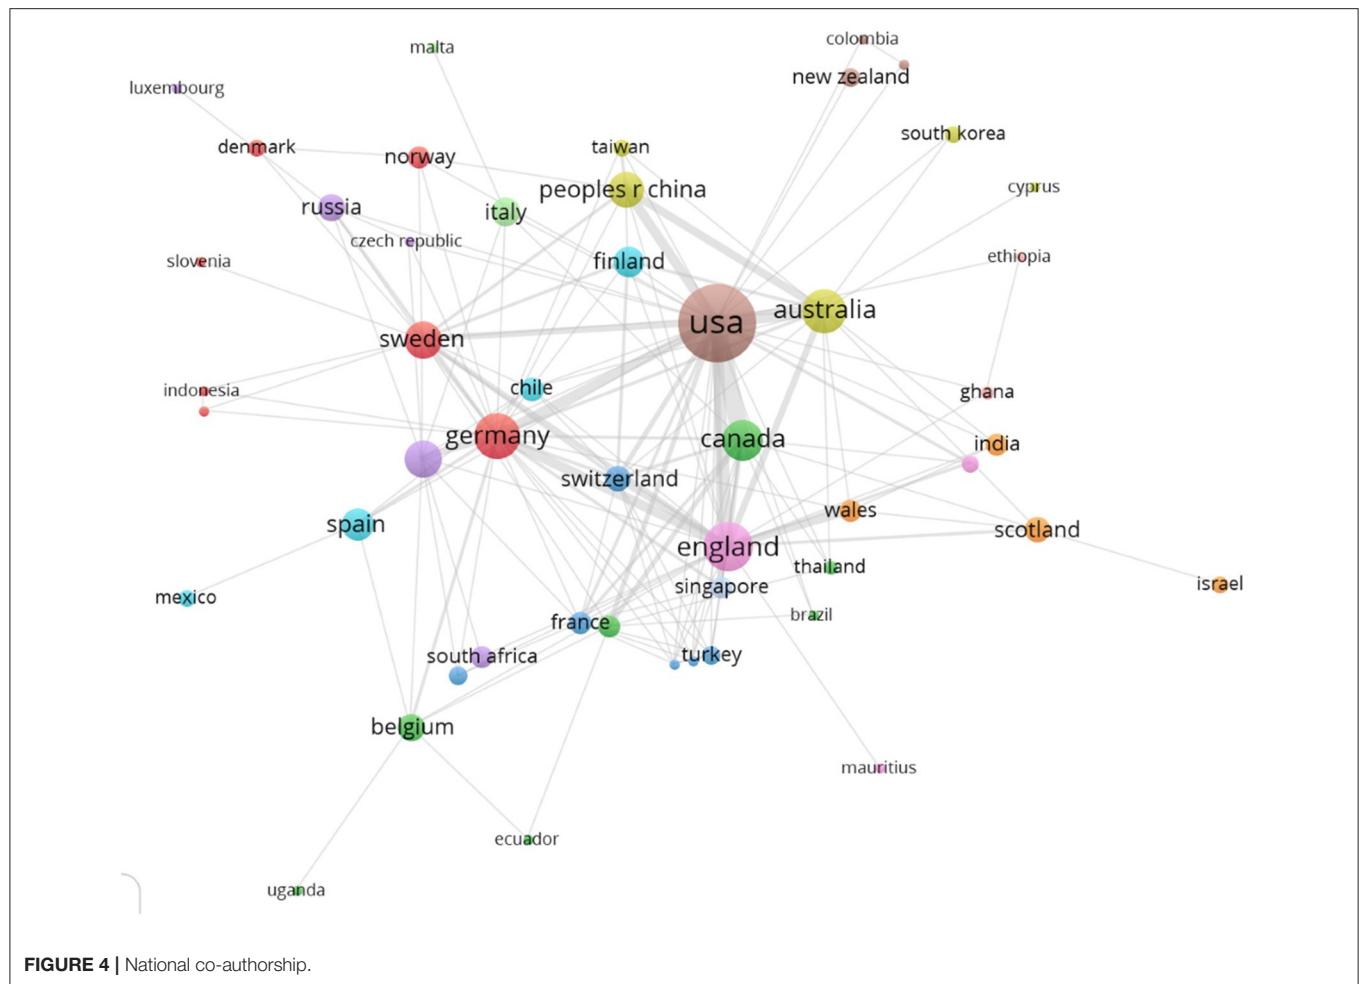 malta
colombia
new zealand
luxembourg
south korea
denmark
norway
taiwan
peoples r china
cyprus
russia
italy
czech republic
slovenia
finland
ethiopia
usa
australia
sweden
indonesia
chile
ghana
germany
canada
india
switzerland
wales
spain
scotland
england
thailand
singapore
israel
mexico
brazil
france
south africa
turkey
belgium
mauritius
ecuador
uganda
FIGURE 4 | National co-authorship.